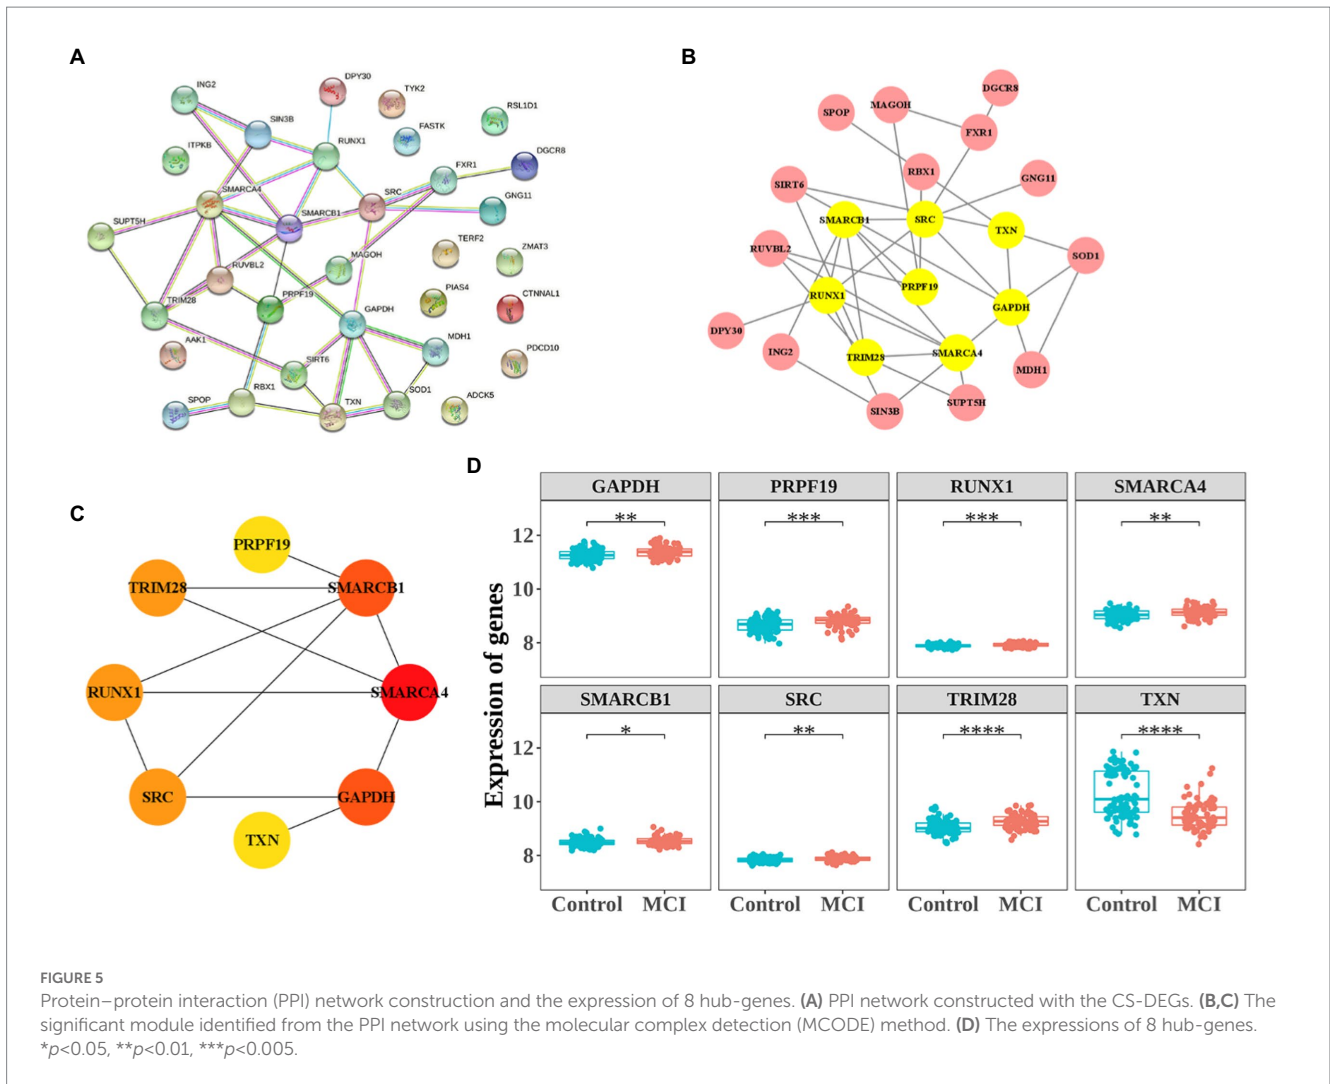 A
ING2
DPY30
TYK2
RSL1D1
SIN3B
FASTK
RUNX1
ITPKB
FXR1
DGCR8
SMARCA4
SRC
GNG11
SUPT5H
SMARCB1
TERF2
ZMAT3
MAGOH
RUVBL2
PIAS4
CTNNAL1
TRIM28
PRPF19
GAPDH
MDH1
AAK1
SIRT6
PDCD10
SPOP
RBX1
TXN
SOD1
ADCK5
B
DGCR8
MAGOH
SPOP
FXR1
RBX1
GNG11
SIRT6
SMARCB1
SRC
TXN
RUVBL2
SOD1
PRPF19
RUNX1
GAPDH
DPY30
ING2
TRIM28
SMARCA4
MDH1
SIN3B
SUPT5H
C
PRPF19
TRIM28
SMARCB1
RUNX1
SMARCA4
SRC
GAPDH
TXN
D
GAPDH
PRPF19
RUNX1
SMARCA4
**
***
***
**
12
10
8
Expression of genes
SMARCB1
SRC
TRIM28
TXN
*
**
****
****
12
10
8
Control MCI
Control MCI
Control MCI
Control MCI
FIGURE 5
Protein–protein interaction (PPI) network construction and the expression of 8 hub-genes. (A) PPI network constructed with the CS-DEGs. (B,C) The
significant module identified from the PPI network using the molecular complex detection (MCODE) method. (D) The expressions of 8 hub-genes.
*p<0.05, **p<0.01, ***p<0.005.